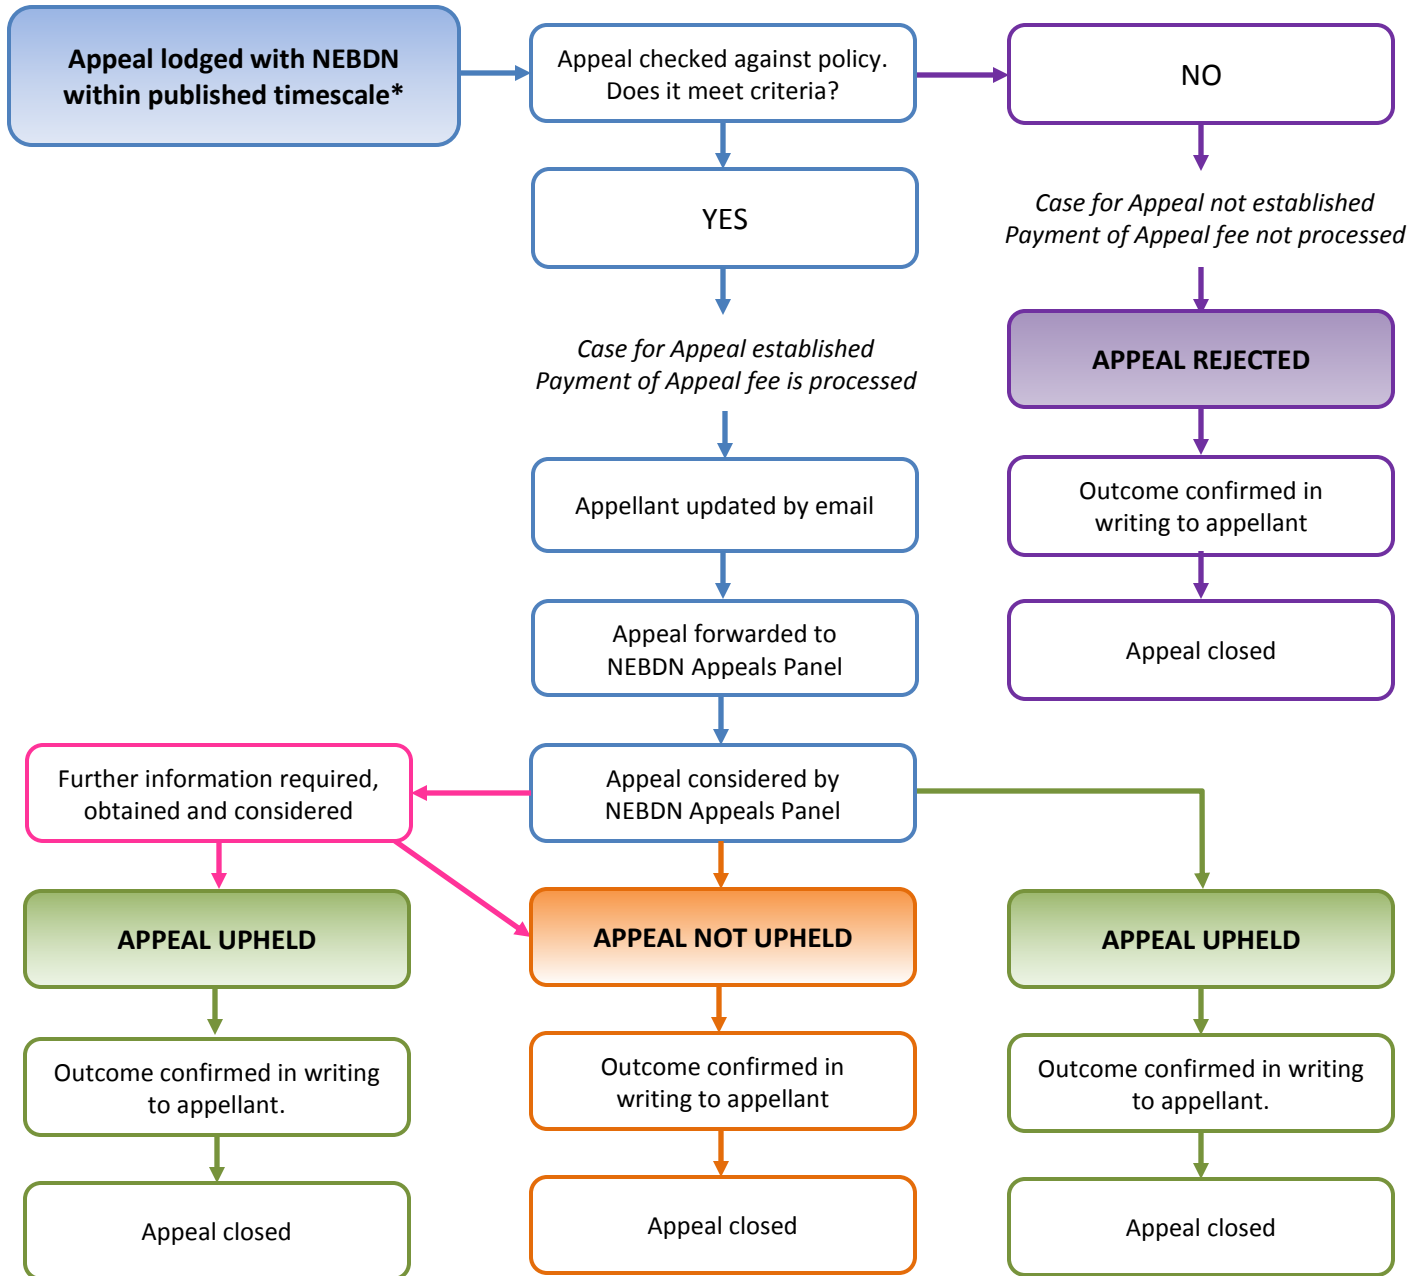 Appeal lodged with NEBDN
within published timescale*
Appeal checked against policy.
Does it meet criteria?
NO
YES
Case for Appeal not established
Payment of Appeal fee not processed
Case for Appeal established
Payment of Appeal fee is processed
APPEAL REJECTED
Appellant updated by email
Outcome confirmed in
writing to appellant
Appeal forwarded to
NEBDN Appeals Panel
Appeal closed
Further information required,
obtained and considered
Appeal considered by
NEBDN Appeals Panel
APPEAL UPHELD
APPEAL NOT UPHELD
APPEAL UPHELD
Outcome confirmed in writing
to appellant.
Outcome confirmed in
writing to appellant
Outcome confirmed in writing
to appellant.
Appeal closed
Appeal closed
Appeal closed